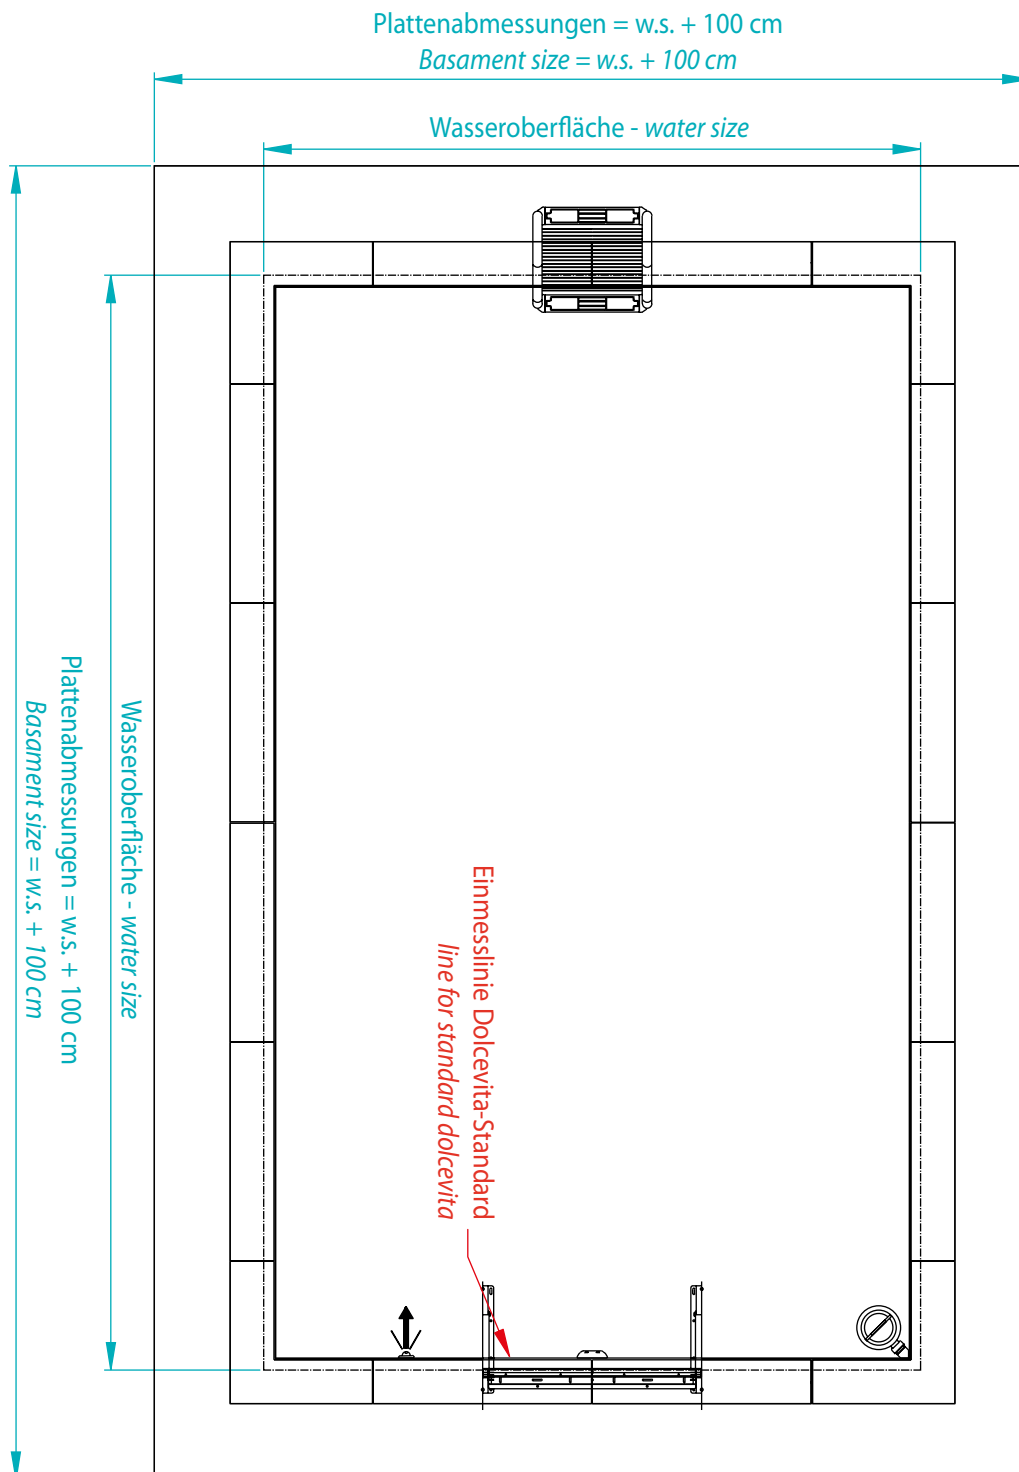 Plattenabmessungen = w.s. + 100 cm
Basament size = w.s. + 100 cm
Wasseroberfläche - water size
Wasseroberfläche - water size
Plattenabmessungen = w.s. + 100 cm
Basament size = w.s. + 100 cm
Einmesslinie Dolcevita-Standard
line for standard dolcevita